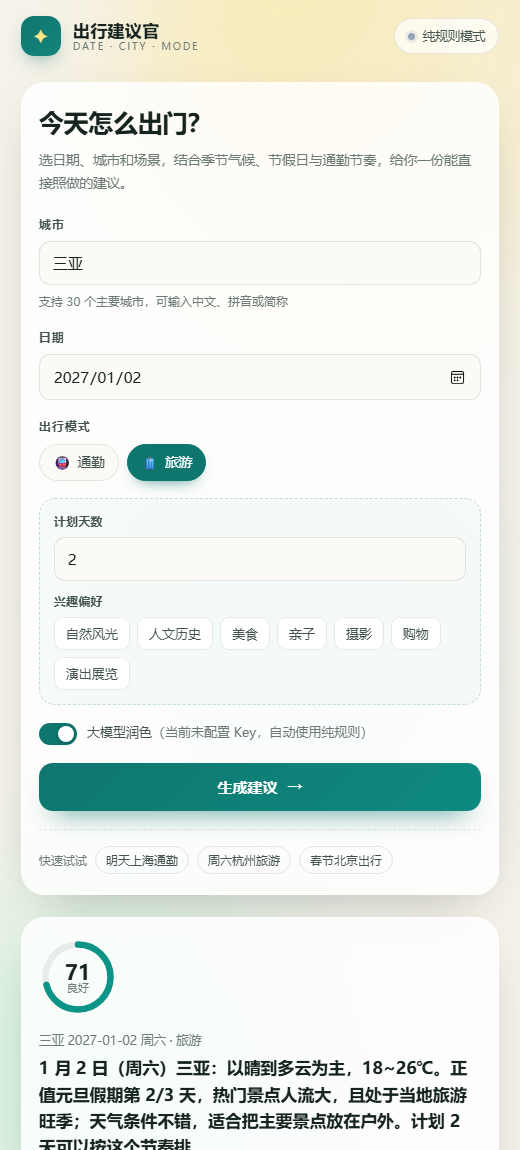 出行建议官
DATE · CITY · MODE
纯规则模式
今天怎么出门？
选日期、城市和场景，结合季节气候、节假日与通勤节奏，给你一份能直
接照做的建议。
城市
三亚
支持 30 个主要城市，可输入中文、拼音或简称
日期
2027/01/02
出行模式
通勤
旅游
计划天数
2
兴趣偏好
自然风光
人文历史
美食
亲子
摄影
购物
演出展览
大模型润色（当前未配置 Key，自动使用纯规则）
生成建议 →
快速试试
明天上海通勤
周六杭州旅游
春节北京出行
71
良好
三亚 2027-01-02 周六 · 旅游
1 月 2 日（周六）三亚：以晴到多云为主，18~26℃。正
值元旦假期第 2/3 天，热门景点人流大，且处于当地旅游
旺季；天气条件不错，适合把主要景点放在户外。计划 2
天可以按这个节奏排